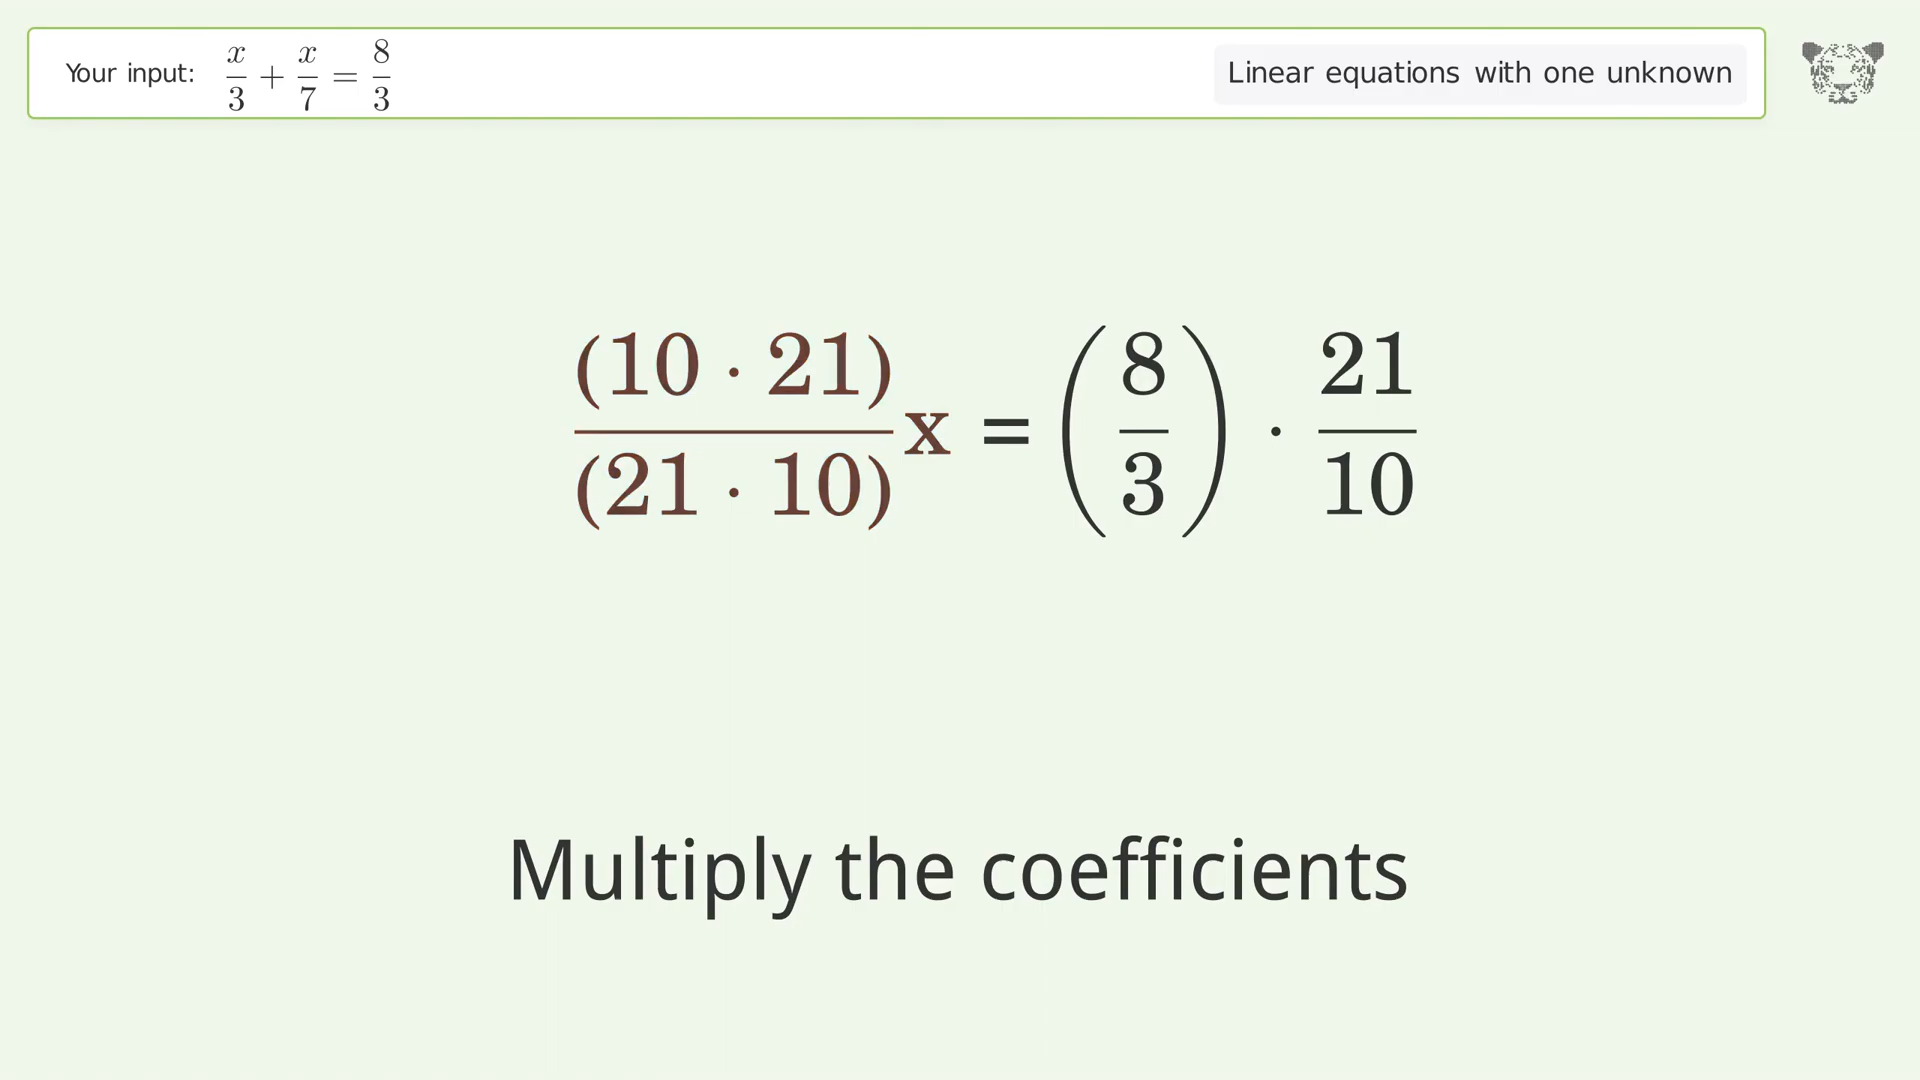 Your input: x/3 + x/7 = 8/3
Linear equations with one unknown
(10 · 21)/(21 · 10) x = (8/3) · 21/10
Multiply the coefficients